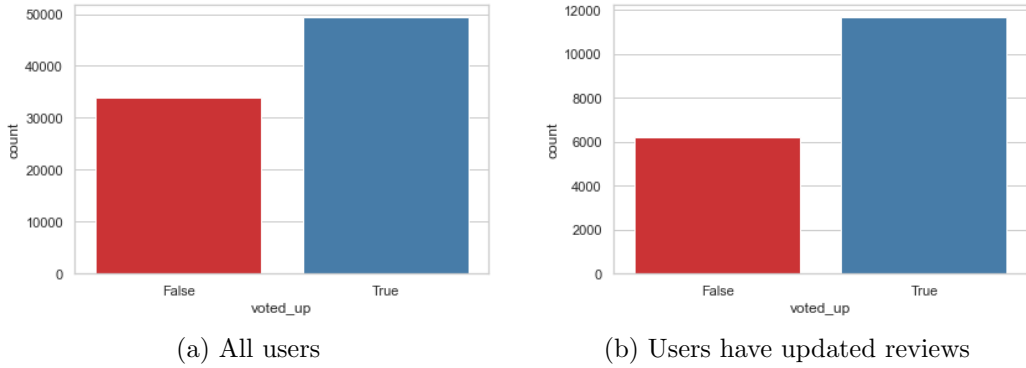 50000
40000
30000
20000
10000
0
count
False
True
voted_up
(a) All users
12000
10000
8000
6000
4000
2000
0
count
False
True
voted_up
(b) Users have updated reviews